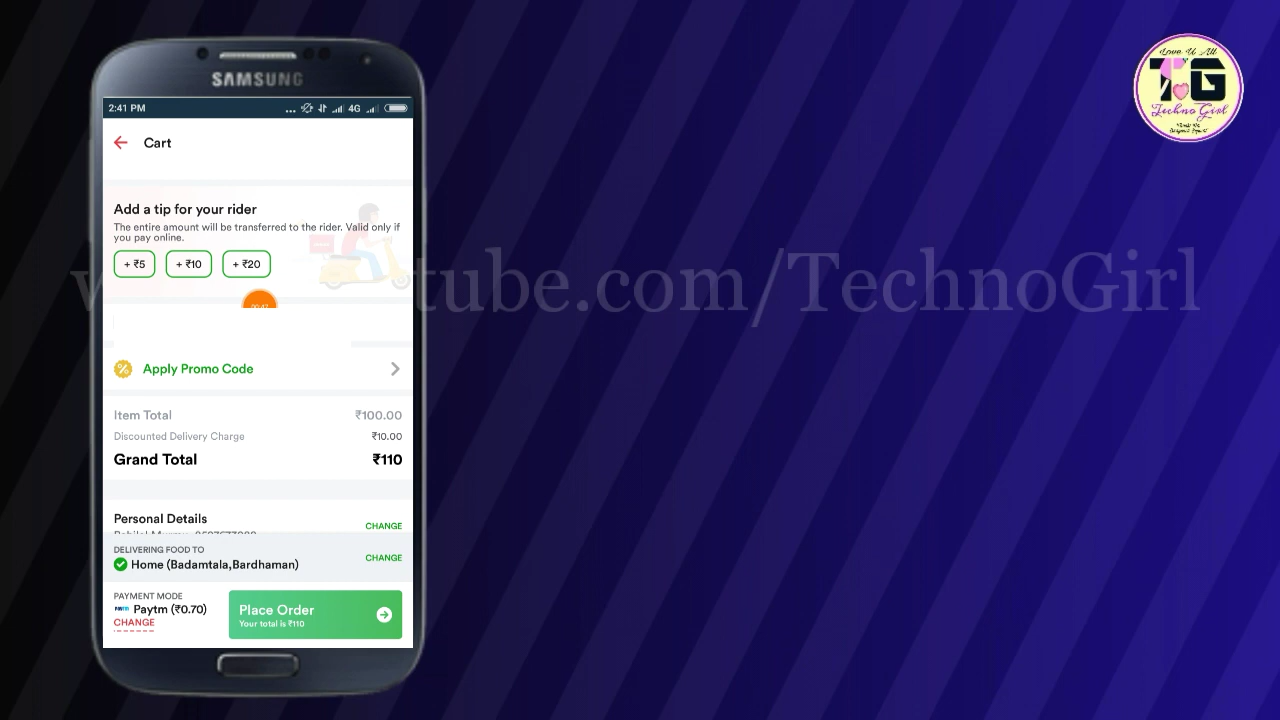 SAMSUNG
2:41 PM
4G
Cart
Add a tip for your rider
The entire amount will be transferred to the rider. Valid only if
you pay online.
+ ₹5 + ₹10 + ₹20
Apply Promo Code
Item Total ₹100.00
Discounted Delivery Charge ₹10.00
Grand Total ₹110
Personal Details
CHANGE
DELIVERING FOOD TO
Home (Badamtala,Bardhaman)
CHANGE
PAYMENT MODE
Paytm Paytm (₹0.70)
CHANGE
Place Order
Your total is ₹110
tube.com/TechnoGirl
Love U All
TG
Techno Girl